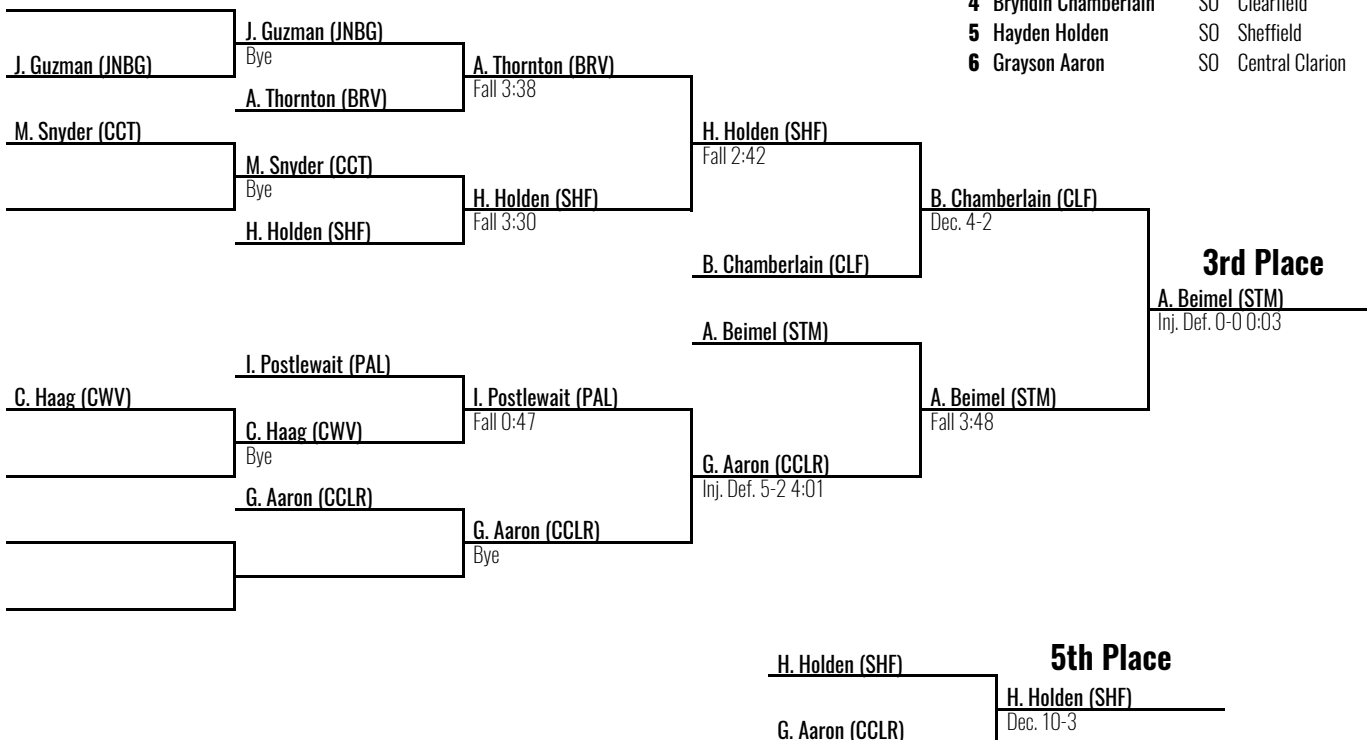 4 Bryndin Chamberlain SO Clearfield
5 Hayden Holden SO Sheffield
6 Grayson Aaron SO Central Clarion
J. Guzman (JNBG)
J. Guzman (JNBG)
Bye
A. Thornton (BRV)
A. Thornton (BRV)
Fall 3:38
M. Snyder (CCT)
M. Snyder (CCT)
Bye
H. Holden (SHF)
H. Holden (SHF)
Fall 3:30
H. Holden (SHF)
Fall 2:42
B. Chamberlain (CLF)
B. Chamberlain (CLF)
Dec. 4-2
3rd Place
A. Beimel (STM)
Inj. Def. 0-0 0:03
A. Beimel (STM)
A. Beimel (STM)
Fall 3:48
I. Postlewait (PAL)
C. Haag (CWV)
C. Haag (CWV)
Bye
I. Postlewait (PAL)
Fall 0:47
G. Aaron (CCLR)
Inj. Def. 5-2 4:01
G. Aaron (CCLR)
G. Aaron (CCLR)
Bye
5th Place
H. Holden (SHF)
H. Holden (SHF)
Dec. 10-3
G. Aaron (CCLR)